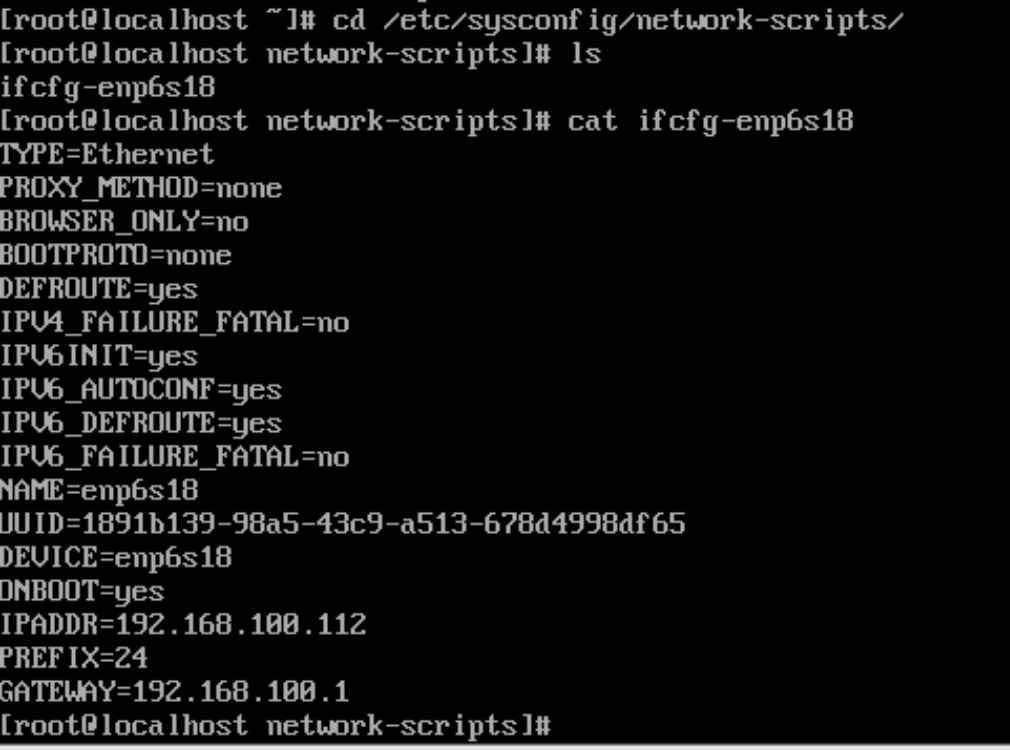 [root@localhost ~]# cd /etc/sysconfig/network-scripts/
[root@localhost network-scripts]# ls
ifcfg-enp6s18
[root@localhost network-scripts]# cat ifcfg-enp6s18
TYPE=Ethernet
PROXY_METHOD=none
BROWSER_ONLY=no
BOOTPROTO=none
DEFROUTE=yes
IPV4_FAILURE_FATAL=no
IPV6INIT=yes
IPV6_AUTOCONF=yes
IPV6_DEFROUTE=yes
IPV6_FAILURE_FATAL=no
NAME=enp6s18
UUID=1891b139-98a5-43c9-a513-678d4998df65
DEVICE=enp6s18
ONBOOT=yes
IPADDR=192.168.100.112
PREFIX=24
GATEWAY=192.168.100.1
[root@localhost network-scripts]#